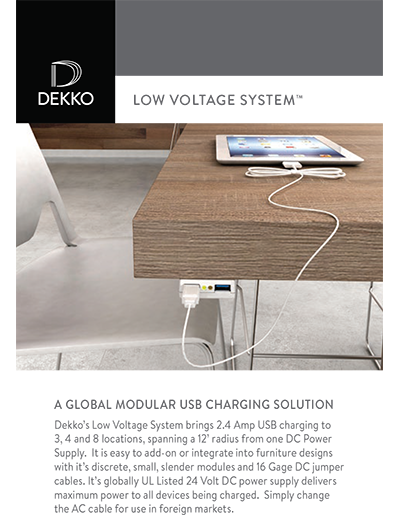 DEKKO
LOW VOLTAGE SYSTEM™
A GLOBAL MODULAR USB CHARGING SOLUTION
Dekko's Low Voltage System brings 2.4 Amp USB charging to
3, 4 and 8 locations, spanning a 12' radius from one DC Power
Supply. It is easy to add-on or integrate into furniture designs
with it's discrete, small, slender modules and 16 Gage DC jumper
cables. It's globally UL Listed 24 Volt DC power supply delivers
maximum power to all devices being charged. Simply change
the AC cable for use in foreign markets.